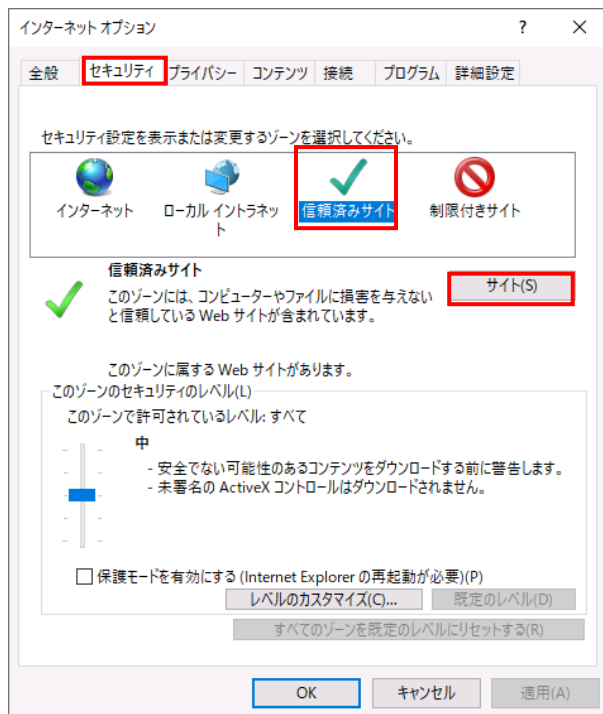 インターネット オプション
? ×
全般 セキュリティ プライバシー コンテンツ 接続 プログラム 詳細設定
セキュリティ設定を表示または変更するゾーンを選択してください。
インターネット
ローカル イントラネッ
ト
信頼済みサイト
制限付きサイト
信頼済みサイト
サイト(S)
このゾーンには、コンピューターやファイルに損害を与えない
と信頼している Web サイトが含まれています。
このゾーンに属する Web サイトがあります。
このゾーンのセキュリティのレベル(L)
このゾーンで許可されているレベル: すべて
中
- 安全でない可能性のあるコンテンツをダウンロードする前に警告します。
- 未署名の ActiveX コントロールはダウンロードされません。
保護モードを有効にする (Internet Explorer の再起動が必要)(P)
レベルのカスタマイズ(C)... 既定のレベル(D)
すべてのゾーンを既定のレベルにリセットする(R)
OK キャンセル 適用(A)